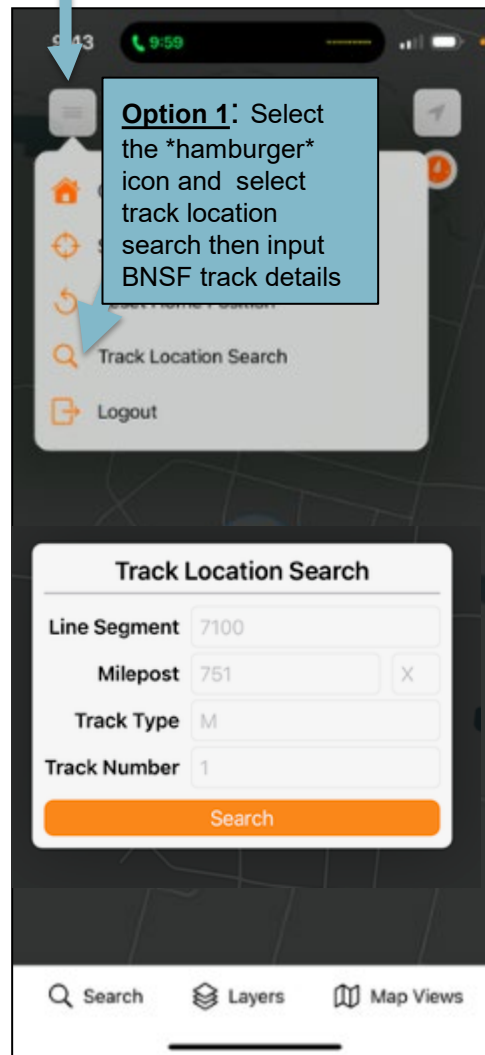 9:59
Option 1: Select
the *hamburger*
icon and select
track location
search then input
BNSF track details
Track Location Search
Logout
Track Location Search
Line Segment 7100
Milepost 751 X
Track Type M
Track Number 1
Search
Search Layers Map Views